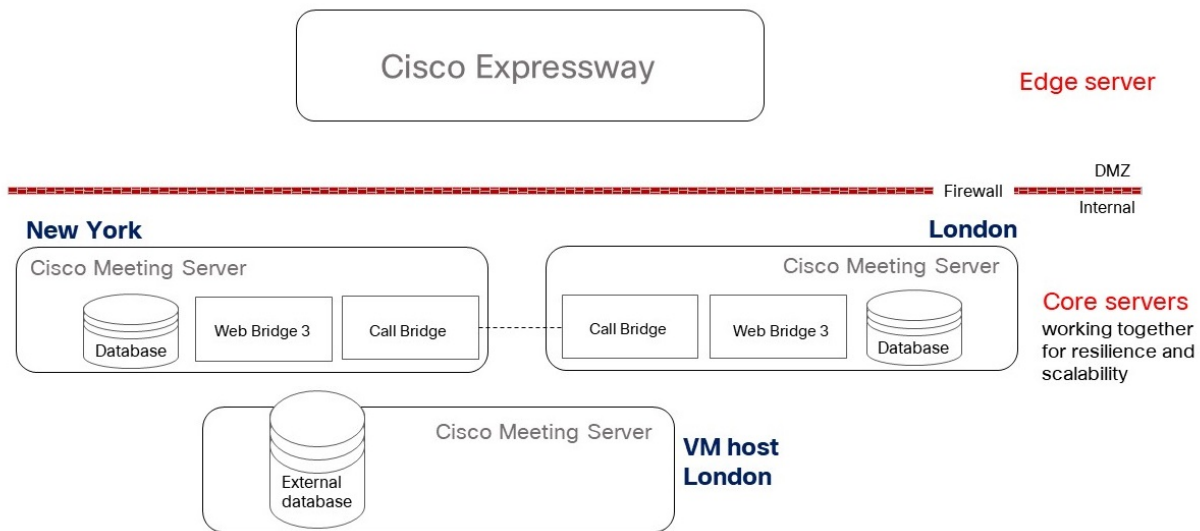 Cisco Expressway
Edge server
DMZ
Firewall
Internal
New York
London
Cisco Meeting Server
Cisco Meeting Server
Database
Web Bridge 3
Call Bridge
Call Bridge
Web Bridge 3
Database
Core servers
working together
for resilience and
scalability
Cisco Meeting Server
External
database
VM host
London